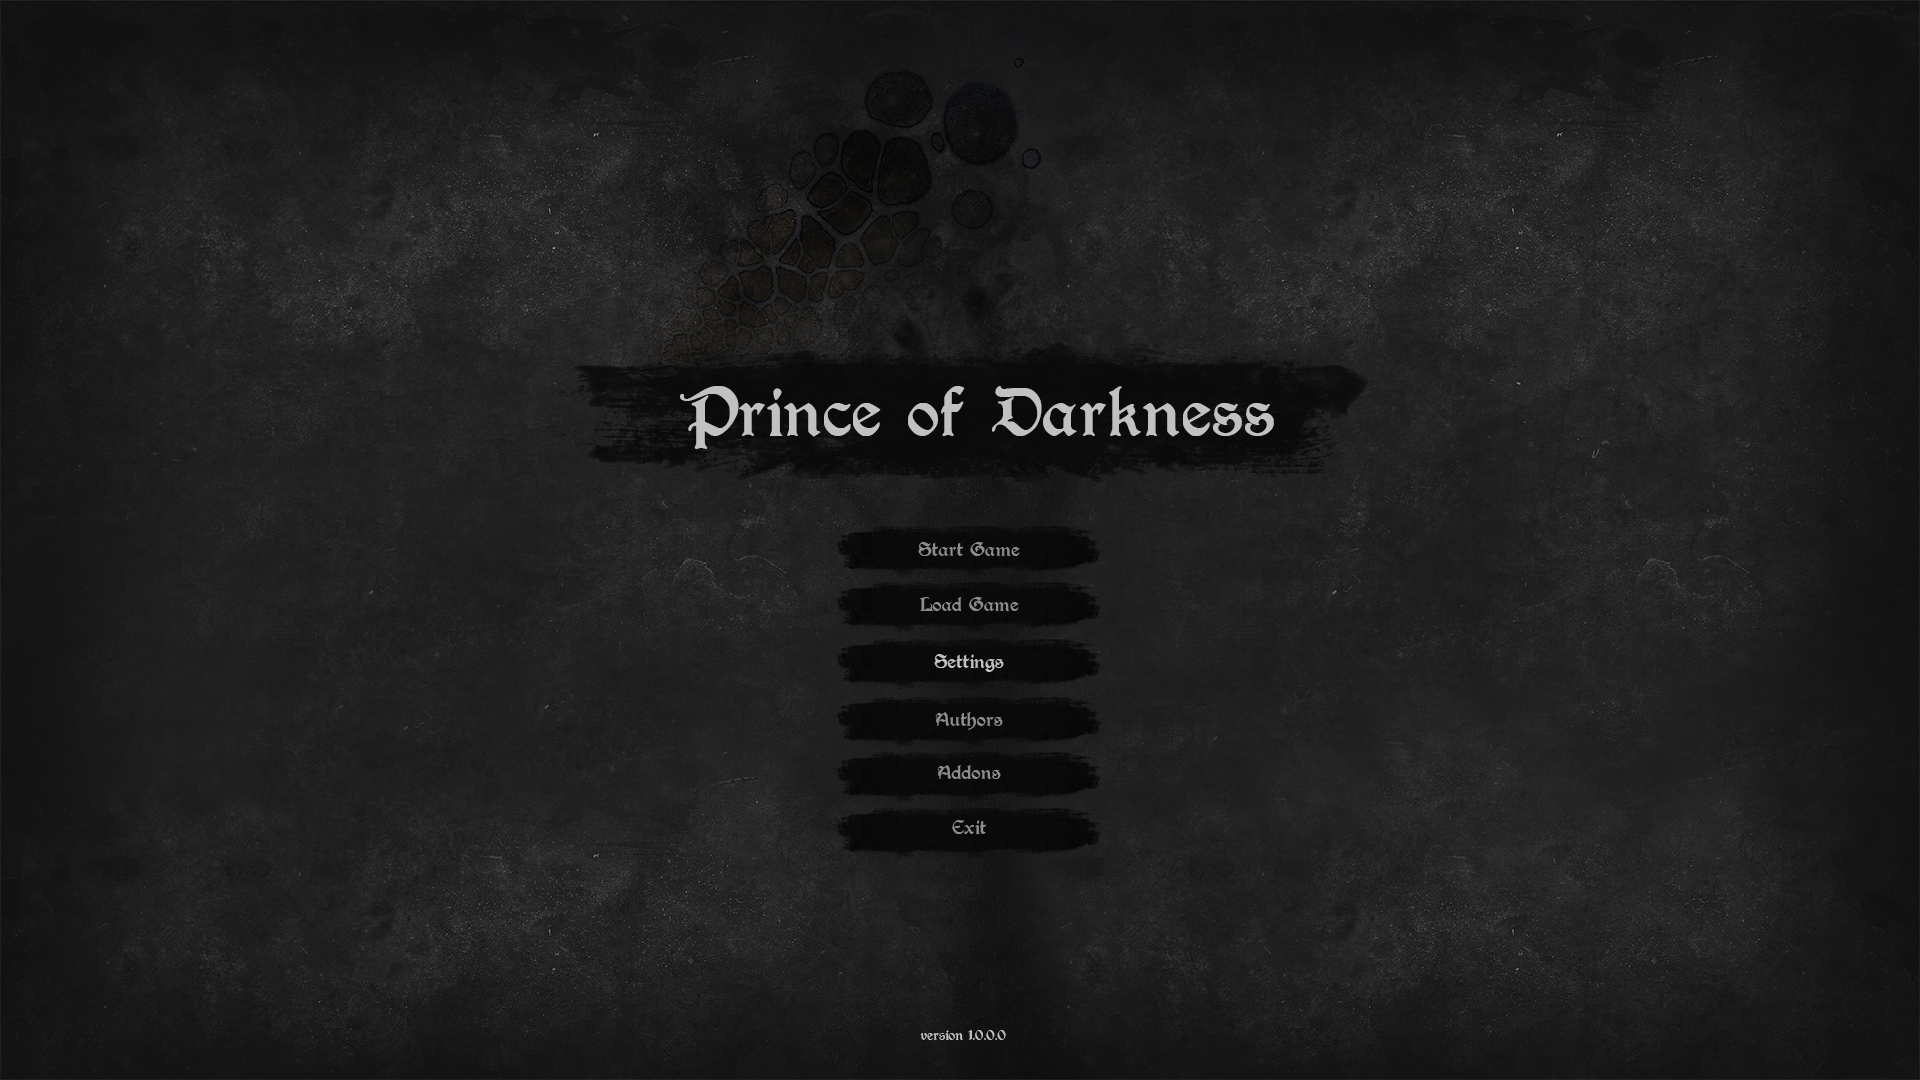 Prince of Darkness
Start Game
Load Game
Settings
Authors
Addons
Exit
version 1.0.0.0